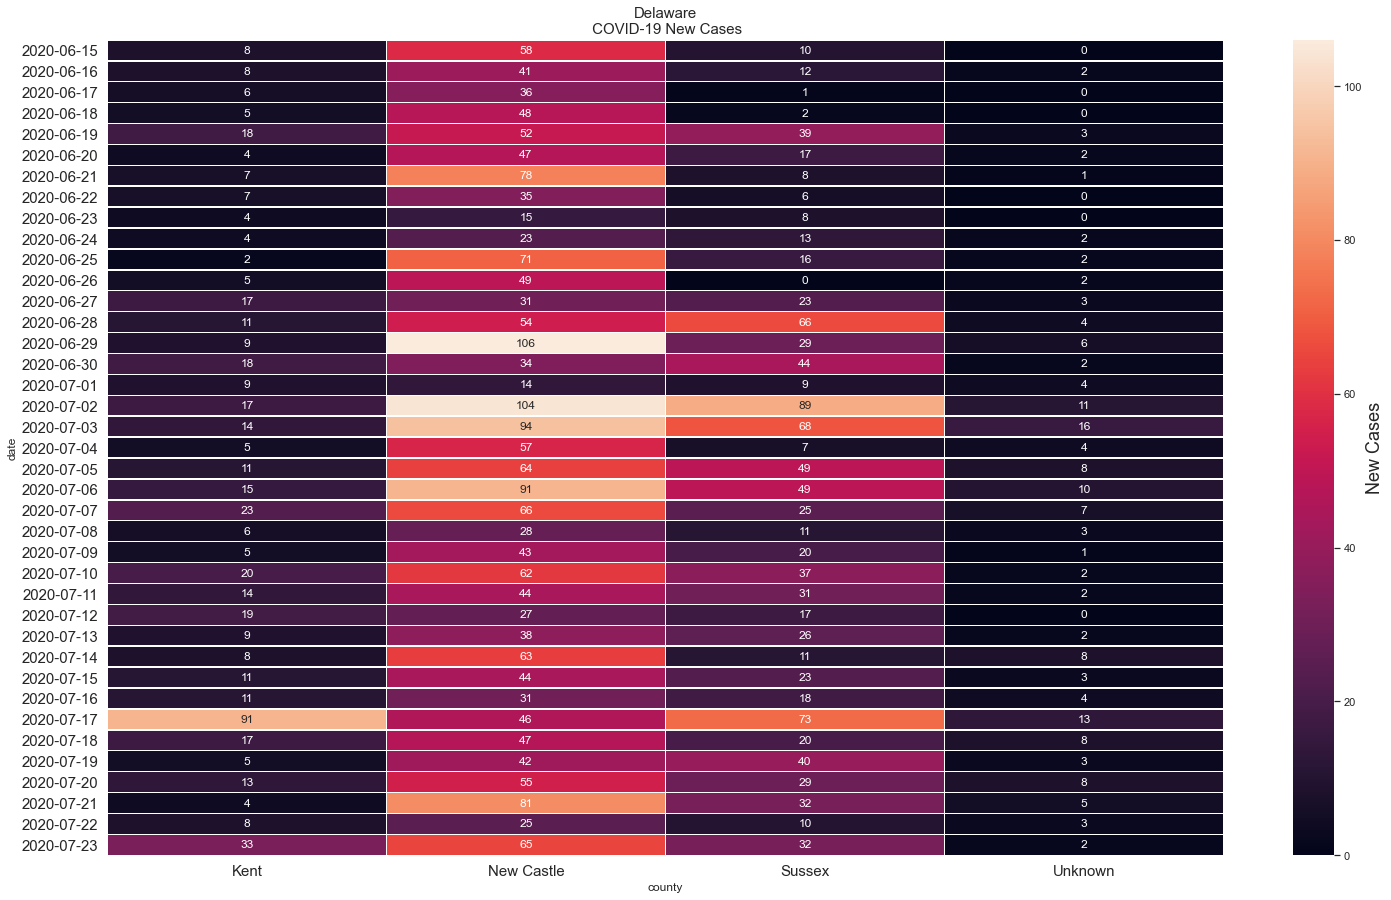 Delaware
COVID-19 New Cases
2020-06-15 8 58 10 0
2020-06-16 8 41 12 2
2020-06-17 6 36 1 0
2020-06-18 5 48 2 0
2020-06-19 18 52 39 3
2020-06-20 4 47 17 2
2020-06-21 7 78 8 1
2020-06-22 7 35 6 0
2020-06-23 4 15 8 0
2020-06-24 4 23 13 2
2020-06-25 2 71 16 2
2020-06-26 5 49 0 2
2020-06-27 17 31 23 3
2020-06-28 11 54 66 4
2020-06-29 9 106 29 6
2020-06-30 18 34 44 2
2020-07-01 9 14 9 4
2020-07-02 17 104 89 11
2020-07-03 14 94 68 16
2020-07-04 5 57 7 4
2020-07-05 11 64 49 8
2020-07-06 15 91 49 10
2020-07-07 23 66 25 7
2020-07-08 6 28 11 3
2020-07-09 5 43 20 1
2020-07-10 20 62 37 2
2020-07-11 14 44 31 2
2020-07-12 19 27 17 0
2020-07-13 9 38 26 2
2020-07-14 8 63 11 8
2020-07-15 11 44 23 3
2020-07-16 11 31 18 4
2020-07-17 91 46 73 13
2020-07-18 17 47 20 8
2020-07-19 5 42 40 3
2020-07-20 13 55 29 8
2020-07-21 4 81 32 5
2020-07-22 8 25 10 3
2020-07-23 33 65 32 2
Kent New Castle Sussex Unknown
county
date
100
80
60
40
20
0
New Cases